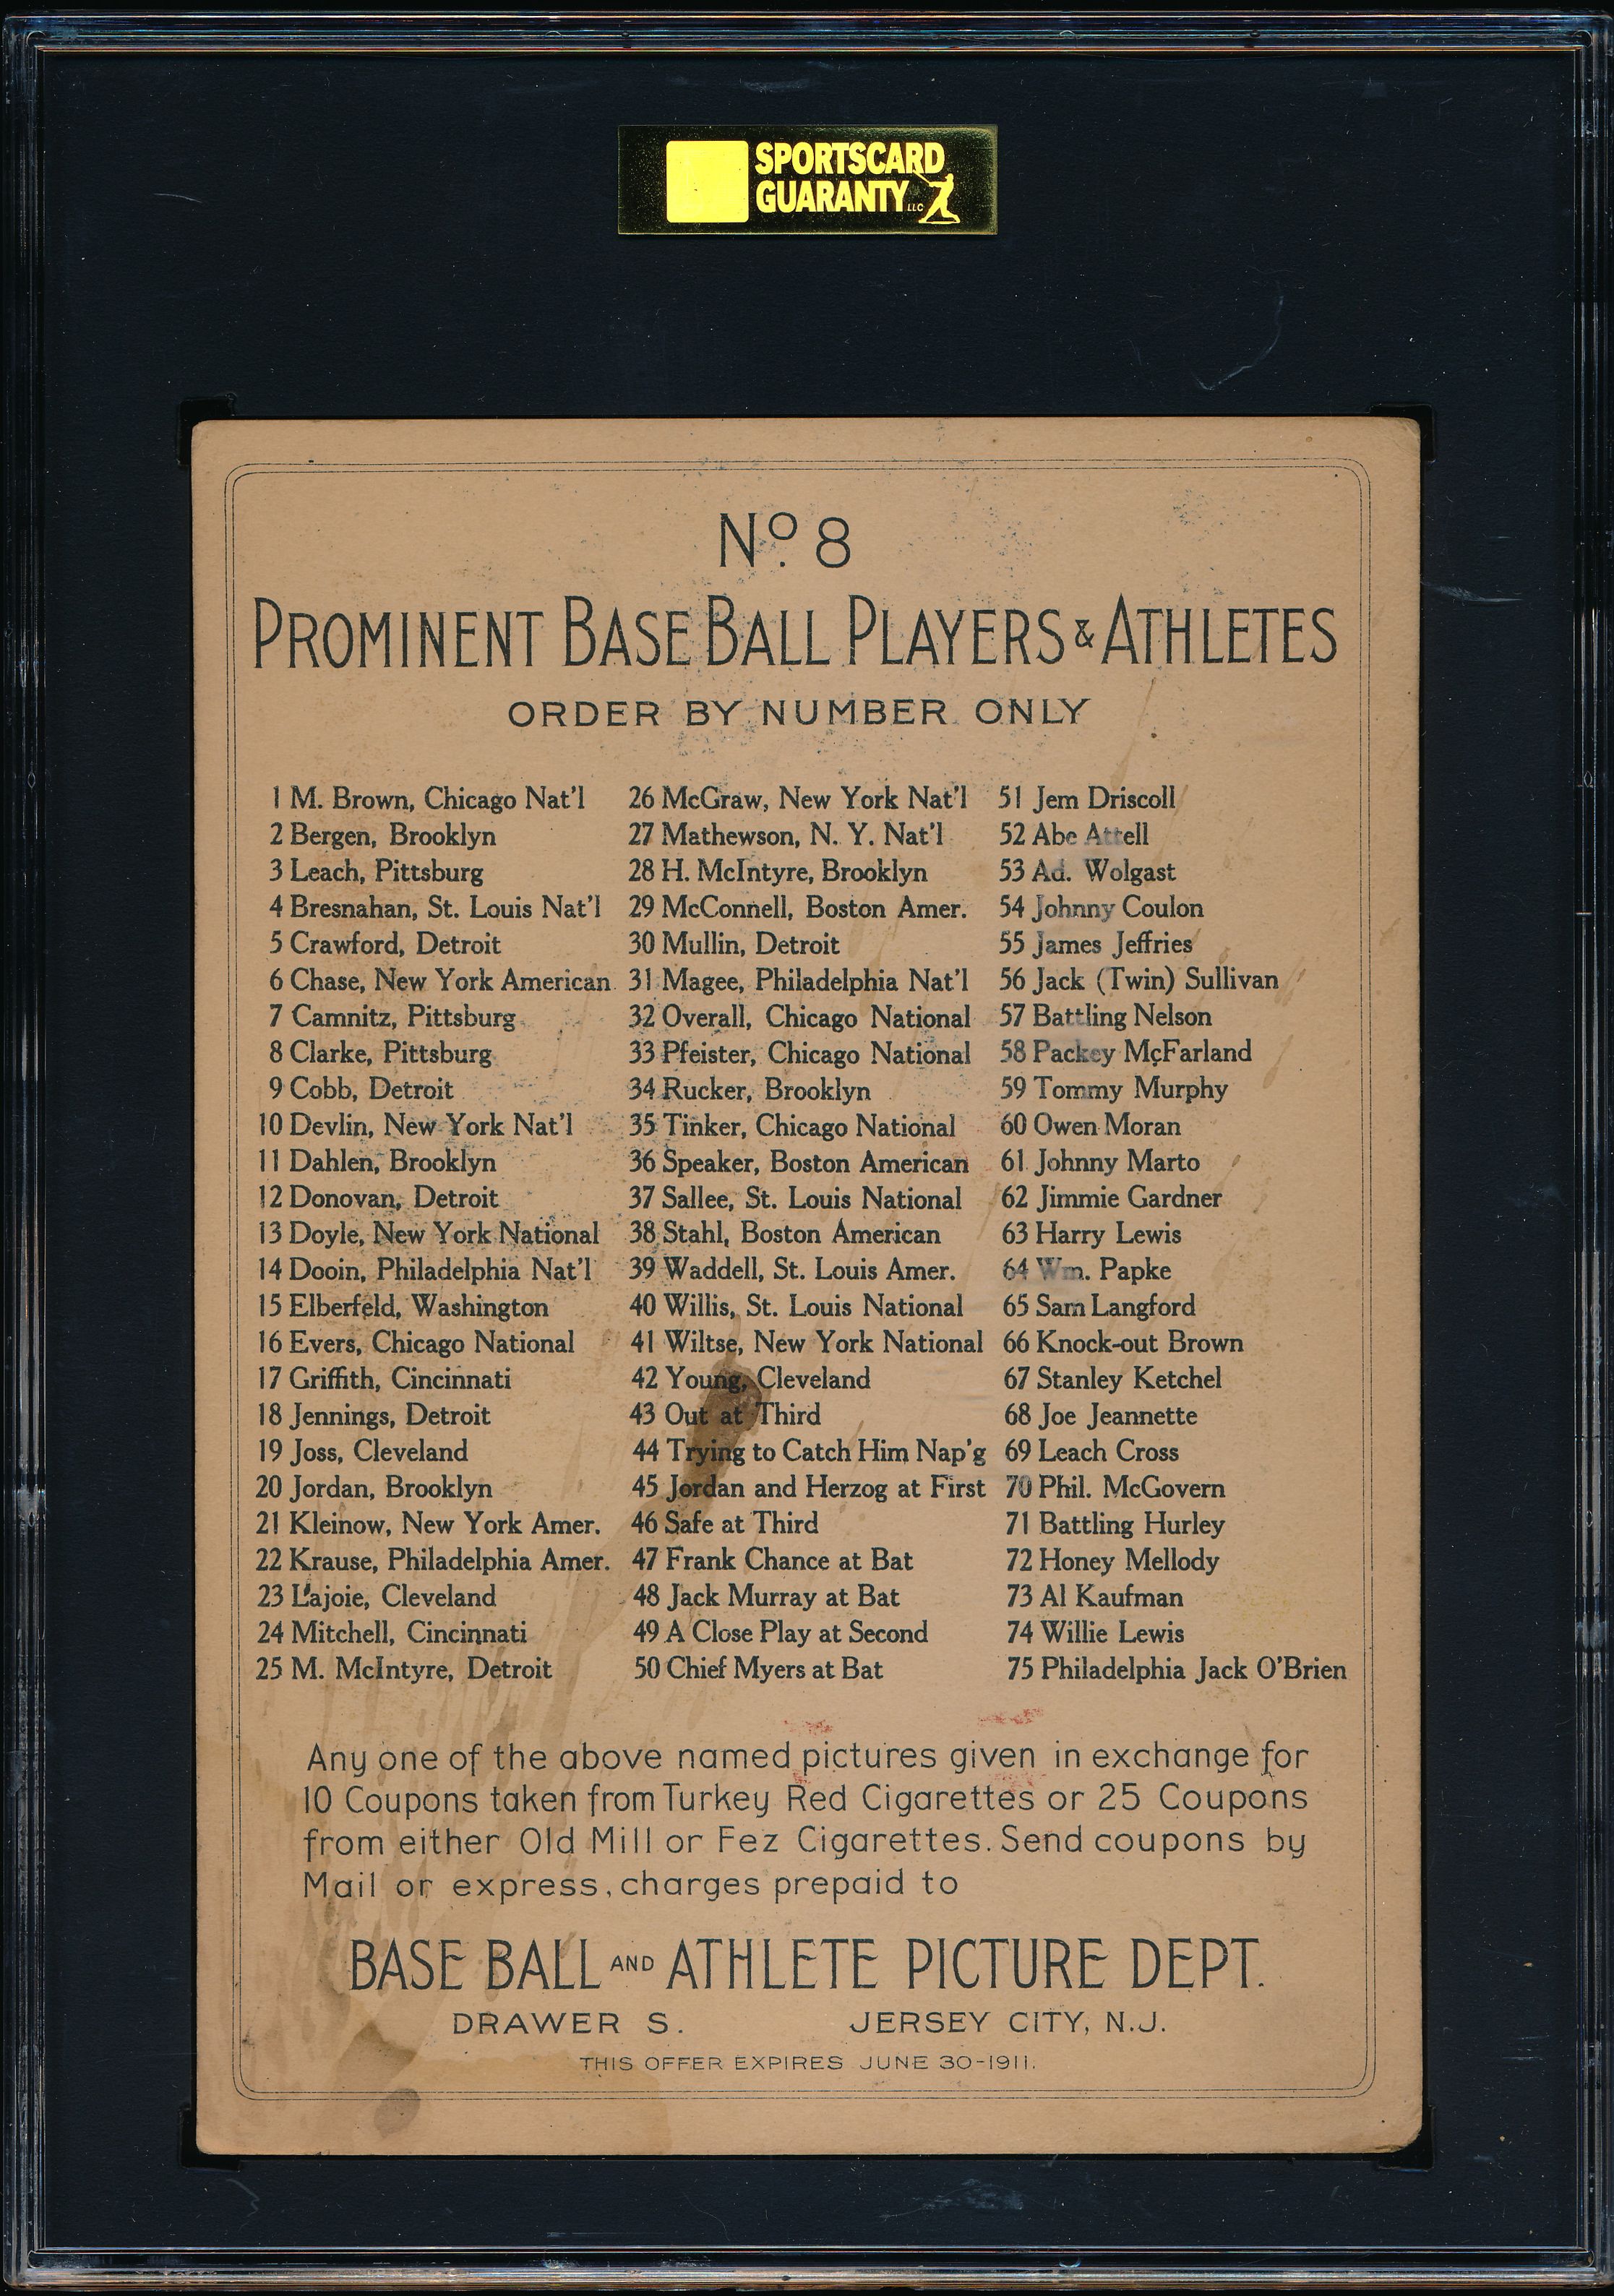 SPORTSCARD
GUARANTY LLC
No. 8
PROMINENT BASE BALL PLAYERS & ATHLETES
ORDER BY NUMBER ONLY
1 M. Brown, Chicago Nat'l
2 Bergen, Brooklyn
3 Leach, Pittsburg
4 Bresnahan, St. Louis Nat'l
5 Crawford, Detroit
6 Chase, New York American
7 Camnitz, Pittsburg
8 Clarke, Pittsburg
9 Cobb, Detroit
10 Devlin, New York Nat'l
11 Dahlen, Brooklyn
12 Donovan, Detroit
13 Doyle, New York National
14 Dooin, Philadelphia Nat'l
15 Elberfeld, Washington
16 Evers, Chicago National
17 Griffith, Cincinnati
18 Jennings, Detroit
19 Joss, Cleveland
20 Jordan, Brooklyn
21 Kleinow, New York Amer.
22 Krause, Philadelphia Amer.
23 Lajoie, Cleveland
24 Mitchell, Cincinnati
25 M. McIntyre, Detroit
26 McGraw, New York Nat'l
27 Mathewson, N. Y. Nat'l
28 H. McIntyre, Brooklyn
29 McConnell, Boston Amer.
30 Mullin, Detroit
31 Magee, Philadelphia Nat'l
32 Overall, Chicago National
33 Pfeister, Chicago National
34 Rucker, Brooklyn
35 Tinker, Chicago National
36 Speaker, Boston American
37 Sallee, St. Louis National
38 Stahl, Boston American
39 Waddell, St. Louis Amer.
40 Willis, St. Louis National
41 Wiltse, New York National
42 Young, Cleveland
43 Out at Third
44 Trying to Catch Him Nap'g
45 Jordan and Herzog at First
46 Safe at Third
47 Frank Chance at Bat
48 Jack Murray at Bat
49 A Close Play at Second
50 Chief Myers at Bat
51 Jem Driscoll
52 Abe Attell
53 Ad. Wolgast
54 Johnny Coulon
55 James Jeffries
56 Jack (Twin) Sullivan
57 Battling Nelson
58 Packey McFarland
59 Tommy Murphy
60 Owen Moran
61 Johnny Marto
62 Jimmie Gardner
63 Harry Lewis
64 Wm. Papke
65 Sam Langford
66 Knock-out Brown
67 Stanley Ketchel
68 Joe Jeannette
69 Leach Cross
70 Phil. McGovern
71 Battling Hurley
72 Honey Mellody
73 Al Kaufman
74 Willie Lewis
75 Philadelphia Jack O'Brien
Any one of the above named pictures given in exchange for
10 Coupons taken from Turkey Red Cigarettes or 25 Coupons
from either Old Mill or Fez Cigarettes. Send coupons by
Mail or express, charges prepaid to
BASE BALL AND ATHLETE PICTURE DEPT.
DRAWER S. JERSEY CITY, N.J.
THIS OFFER EXPIRES JUNE 30-1911.